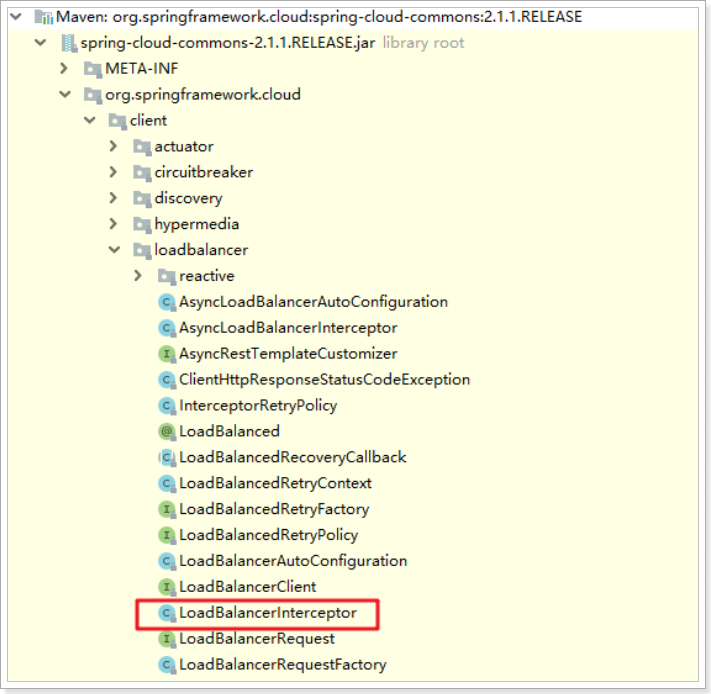 Maven: org.springframework.cloud:spring-cloud-commons:2.1.1.RELEASE
spring-cloud-commons-2.1.1.RELEASE.jar library root
META-INF
org.springframework.cloud
client
actuator
circuitbreaker
discovery
hypermedia
loadbalancer
reactive
AsyncLoadBalancerAutoConfiguration
AsyncLoadBalancerInterceptor
AsyncRestTemplateCustomizer
ClientHttpResponseStatusCodeException
InterceptorRetryPolicy
LoadBalanced
LoadBalancedRecoveryCallback
LoadBalancedRetryContext
LoadBalancedRetryFactory
LoadBalancedRetryPolicy
LoadBalancerAutoConfiguration
LoadBalancerClient
LoadBalancerInterceptor
LoadBalancerRequest
LoadBalancerRequestFactory